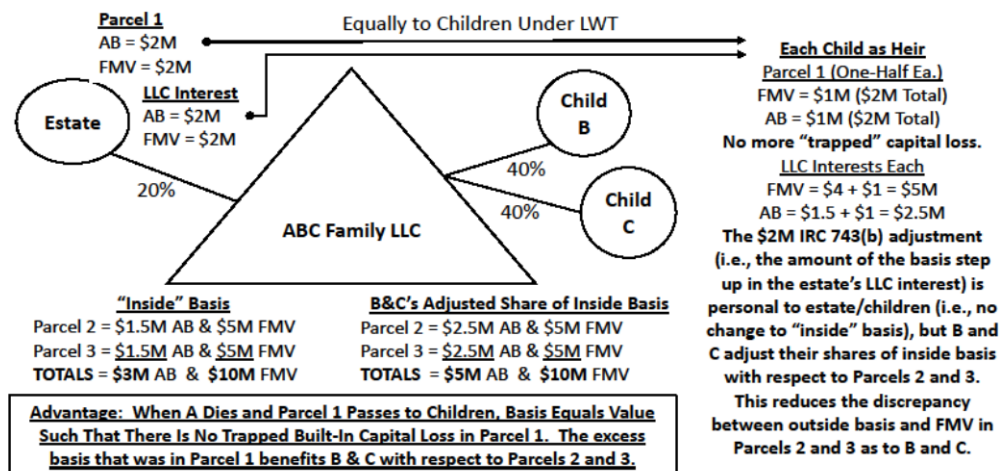 Parcel 1
AB = $2M
FMV = $2M
Equally to Children Under LWT
LLC Interest
AB = $2M
FMV = $2M
Estate
20%
ABC Family LLC
Child
B
40%
Child
C
40%
Each Child as Heir
Parcel 1 (One-Half Ea.)
FMV = $1M ($2M Total)
AB = $1M ($2M Total)
No more “trapped” capital loss.
LLC Interests Each
FMV = $4 + $1 = $5M
AB = $1.5 + $1 = $2.5M
The $2M IRC 743(b) adjustment
(i.e., the amount of the basis step
up in the estate’s LLC interest) is
personal to estate/children (i.e., no
change to “inside” basis), but B and
C adjust their shares of inside basis
with respect to Parcels 2 and 3.
This reduces the discrepancy
between outside basis and FMV in
Parcels 2 and 3 as to B and C.
“Inside” Basis
Parcel 2 = $1.5M AB & $5M FMV
Parcel 3 = $1.5M AB & $5M FMV
TOTALS = $3M AB & $10M FMV
B&C’s Adjusted Share of Inside Basis
Parcel 2 = $2.5M AB & $5M FMV
Parcel 3 = $2.5M AB & $5M FMV
TOTALS = $5M AB & $10M FMV
Advantage: When A Dies and Parcel 1 Passes to Children, Basis Equals Value
Such That There Is No Trapped Built-In Capital Loss in Parcel 1. The excess
basis that was in Parcel 1 benefits B & C with respect to Parcels 2 and 3.